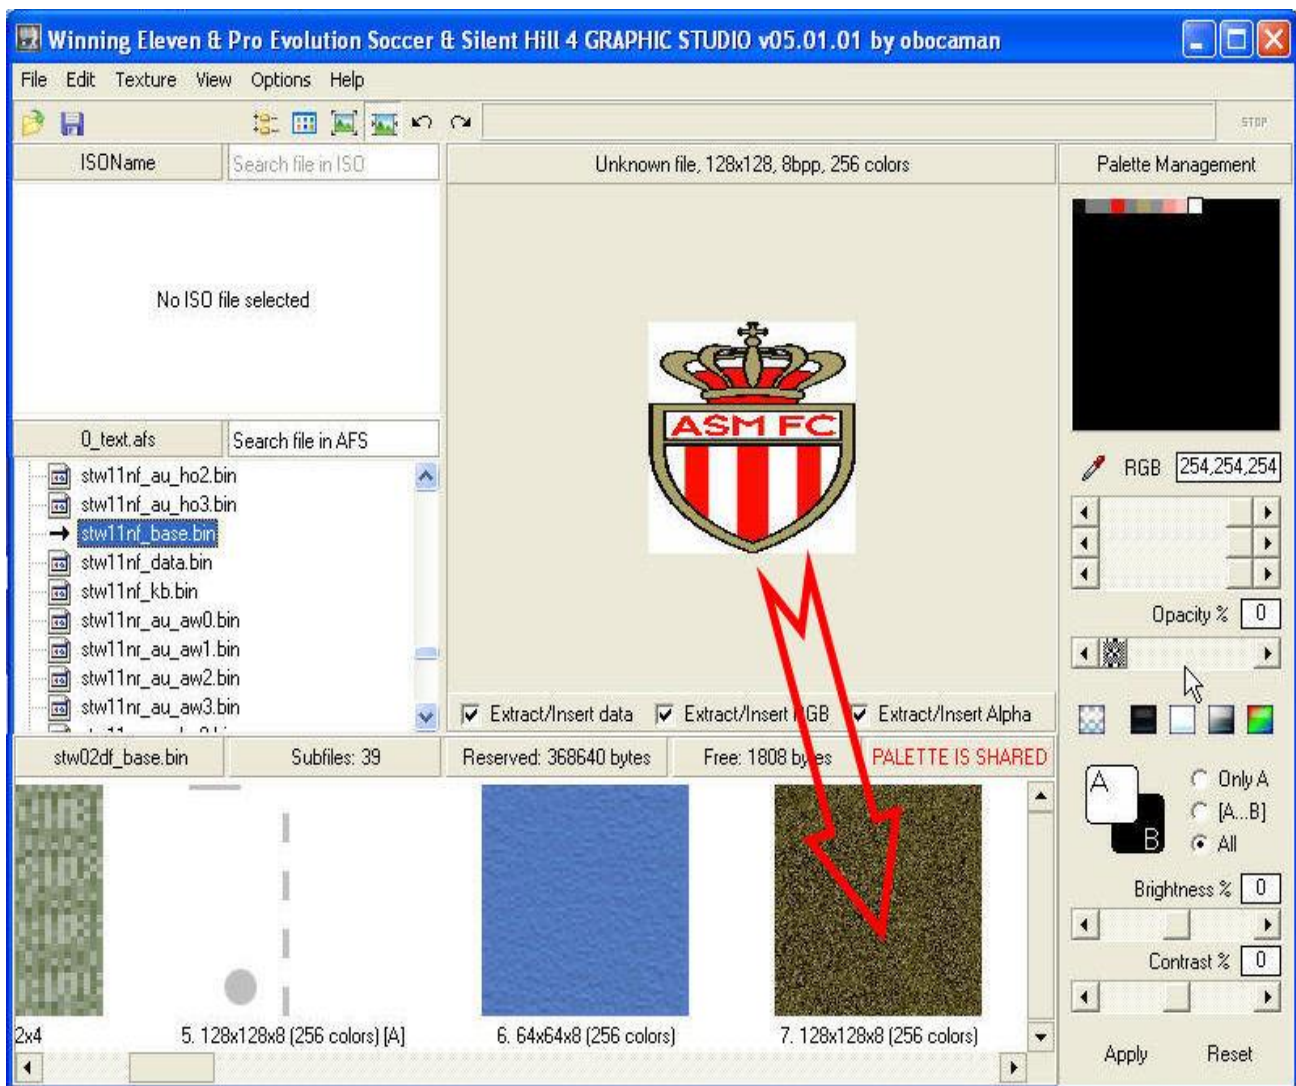 Winning Eleven & Pro Evolution Soccer & Silent Hill 4 GRAPHIC STUDIO v05.01.01 by obocaman
File Edit Texture View Options Help
STOP
ISOName Search file in ISO Unknown file, 128x128, 8bpp, 256 colors Palette Management
No ISO file selected
ASM FC
0_text.afs Search file in AFS
RGB 254,254,254
stw11nf_au_ho2.bin
stw11nf_au_ho3.bin
stw11nf_base.bin
stw11nf_data.bin
stw11nf_kb.bin
stw11nr_au_aw0.bin
stw11nr_au_aw1.bin
stw11nr_au_aw2.bin
stw11nr_au_aw3.bin
Opacity % 0
Extract/Insert data Extract/Insert RGB Extract/Insert Alpha
stw02df_base.bin Subfiles: 39 Reserved: 368640 bytes Free: 1808 bytes PALETTE IS SHARED
A B
Only A
[A...B]
All
Brightness % 0
Contrast % 0
2x4 5. 128x128x8 (256 colors) [A] 6. 64x64x8 (256 colors) 7. 128x128x8 (256 colors)
Apply Reset